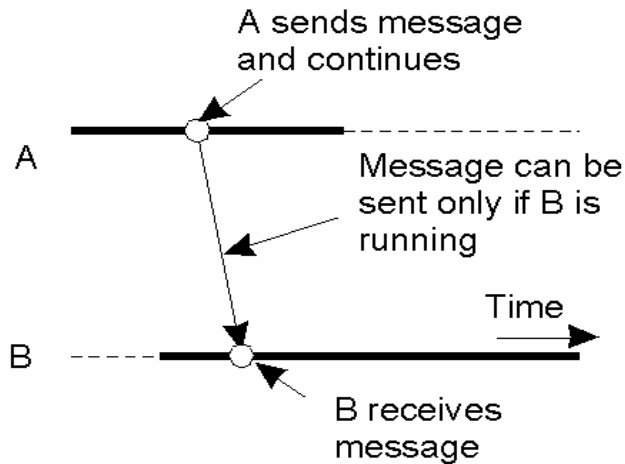 A sends message
and continues
A
Message can be
sent only if B is
running
Time
B
B receives
message